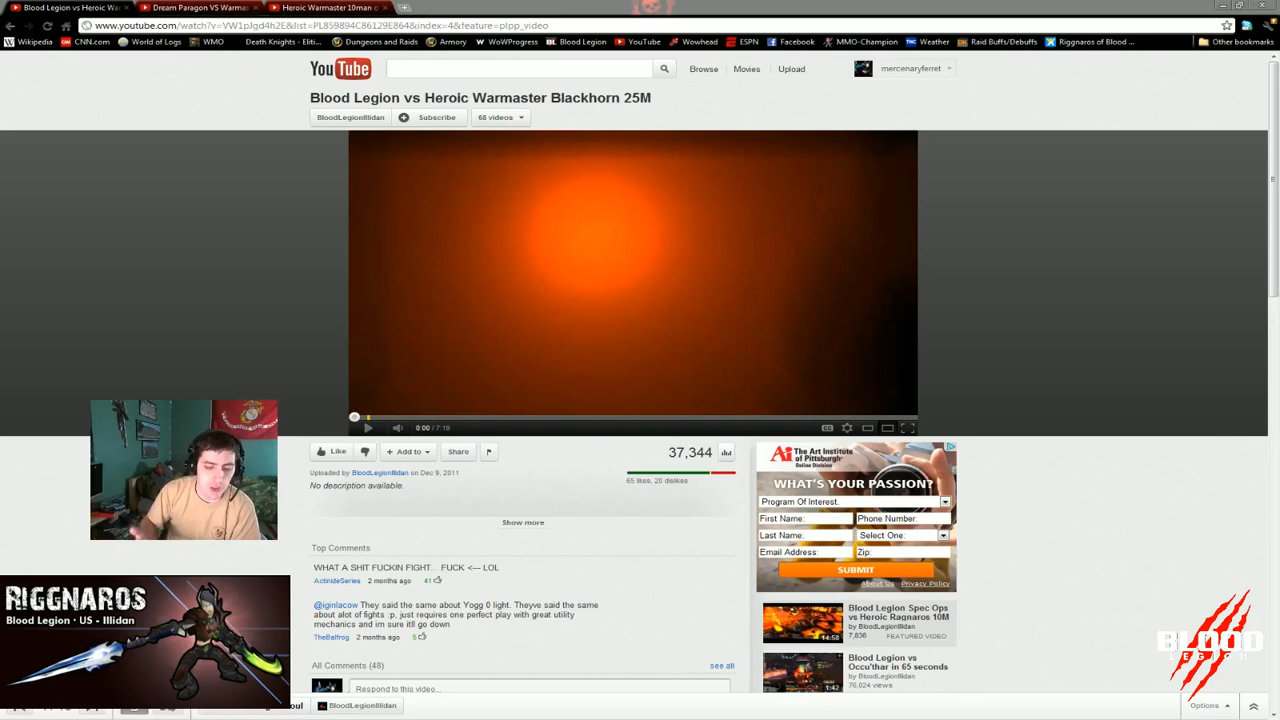 Blood Legion vs Heroic War
Dream Paragon VS Warmas
Heroic Warmaster 10man
www.youtube.com/watch?v=VW1pJgd4h2E&list=PL859894C86129E864&index=4&feature=plpp_video
Wikipedia CNN.com World of Logs WMO Death Knights - Eliti... Dungeons and Raids Armory WoWProgress Blood Legion YouTube Wowhead ESPN Facebook MMO-Champion Weather Raid Buffs/Debuffs Riggnaros of Blood ... Other bookmarks
YouTube Browse Movies Upload mercenaryferret
Blood Legion vs Heroic Warmaster Blackhorn 25M
BloodLegionIllidan Subscribe 68 videos
0:00 / 7:19
CC
Like Add to Share 37,344
Uploaded by BloodLegionIllidan on Dec 9, 2011
65 likes, 20 dislikes
No description available.
Show more
Top Comments
WHAT A SHIT FUCKIN FIGHT... FUCK <--- LOL
ActinideSeries 2 months ago 41
@iginlacow They said the same about Yogg 0 light. Theyve said the same
about alot of fights :p, just requires one perfect play with great utility
mechanics and im sure itll go down
TheBalfrog 2 months ago 5
All Comments (48) see all
Respond to this video...
Ai The Art Institute
of Pittsburgh
Online Division
WHAT'S YOUR PASSION?
Program Of Interest.
First Name: Phone Number:
Last Name: Select One:
Email Address: Zip:
SUBMIT
About Us Privacy Policy
Blood Legion Spec Ops
vs Heroic Ragnaros 10M
by BloodLegionIllidan
7,836 FEATURED VIDEO
14:58
Blood Legion vs
Occu'thar in 65 seconds
by BloodLegionIllidan
76,024 views
1:42
RIGGNAROS
Blood Legion · US - Illidan
BLOOD
LEGION
oul BloodLegionIllidan Options